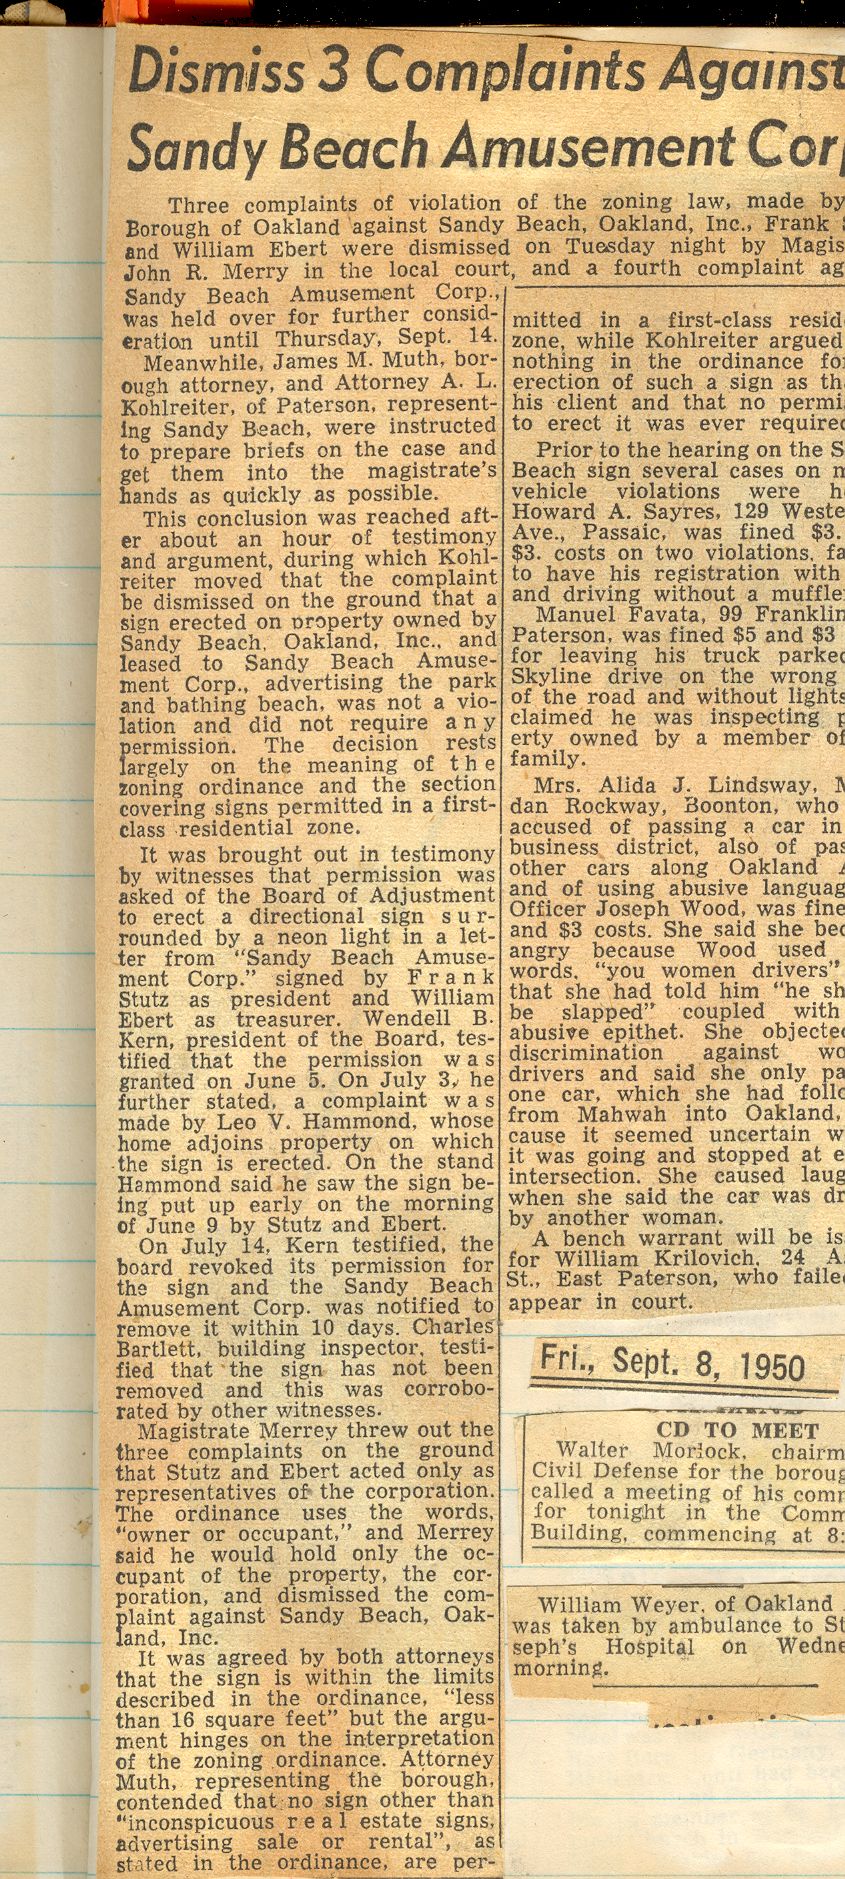 Dismiss 3 Complaints Against
Sandy Beach Amusement Corp
Three complaints of violation of the zoning law, made by
Borough of Oakland against Sandy Beach, Oakland, Inc., Frank
and William Ebert were dismissed on Tuesday night by Magis
John R. Merry in the local court, and a fourth complaint ag
Sandy Beach Amusement Corp.,
was held over for further consid-
eration until Thursday, Sept. 14.
Meanwhile, James M. Muth, bor-
ough attorney, and Attorney A. L.
Kohlreiter, of Paterson, represent-
ing Sandy Beach, were instructed
to prepare briefs on the case and
get them into the magistrate's
hands as quickly as possible.
This conclusion was reached aft-
er about an hour of testimony
and argument, during which Kohl-
reiter moved that the complaint
be dismissed on the ground that a
sign erected on property owned by
Sandy Beach, Oakland, Inc., and
leased to Sandy Beach Amuse-
ment Corp., advertising the park
and bathing beach, was not a vio-
lation and did not require any
permission. The decision rests
largely on the meaning of the
zoning ordinance and the section
covering signs permitted in a first-
class residential zone.
It was brought out in testimony
by witnesses that permission was
asked of the Board of Adjustment
to erect a directional sign sur-
rounded by a neon light in a let-
ter from "Sandy Beach Amuse-
ment Corp." signed by Frank
Stutz as president and William
Ebert as treasurer. Wendell B.
Kern, president of the Board, tes-
tified that the permission was
granted on June 5. On July 3, he
further stated, a complaint was
made by Leo V. Hammond, whose
home adjoins property on which
the sign is erected. On the stand
Hammond said he saw the sign be-
ing put up early on the morning
of June 9 by Stutz and Ebert.
On July 14, Kern testified, the
board revoked its permission for
the sign and the Sandy Beach
Amusement Corp. was notified to
remove it within 10 days. Charles
Bartlett, building inspector, testi-
fied that the sign has not been
removed and this was corrobo-
rated by other witnesses.
Magistrate Merrey threw out the
three complaints on the ground
that Stutz and Ebert acted only as
representatives of the corporation.
The ordinance uses the words,
"owner or occupant," and Merrey
said he would hold only the oc-
cupant of the property, the cor-
poration, and dismissed the com-
plaint against Sandy Beach, Oak-
land, Inc.
It was agreed by both attorneys
that the sign is within the limits
described in the ordinance, "less
than 16 square feet" but the argu-
ment hinges on the interpretation
of the zoning ordinance. Attorney
Muth, representing the borough,
contended that no sign other than
"inconspicuous real estate signs,
advertising sale or rental", as
stated in the ordinance, are per-
mitted in a first-class resid
zone, while Kohlreiter argued
nothing in the ordinance for
erection of such a sign as tha
his client and that no permi
to erect it was ever required
Prior to the hearing on the S
Beach sign several cases on m
vehicle violations were h
Howard A. Sayres, 129 Weste
Ave., Passaic, was fined $3.
$3. costs on two violations, fa
to have his registration with
and driving without a muffler
Manuel Favata, 99 Franklin
Paterson, was fined $5 and $3
for leaving his truck parked
Skyline drive on the wrong
of the road and without lights
claimed he was inspecting p
erty owned by a member of
family.
Mrs. Alida J. Lindsway, M
dan Rockway, Boonton, who
accused of passing a car in
business district, also of pas
other cars along Oakland A
and of using abusive languag
Officer Joseph Wood, was fine
and $3 costs. She said she bec
angry because Wood used
words, "you women drivers"
that she had told him "he sh
be slapped" coupled with
abusive epithet. She objected
discrimination against wo
drivers and said she only pa
one car, which she had follo
from Mahwah into Oakland,
cause it seemed uncertain w
it was going and stopped at e
intersection. She caused laug
when she said the car was dr
by another woman.
A bench warrant will be is
for William Krilovich, 24 A
St., East Paterson, who failed
appear in court.
Fri., Sept. 8, 1950
CD TO MEET
Walter Morlock, chairm
Civil Defense for the boroug
called a meeting of his comm
for tonight in the Comm
Building, commencing at 8:
William Weyer, of Oakland
was taken by ambulance to St
seph's Hospital on Wedne
morning.